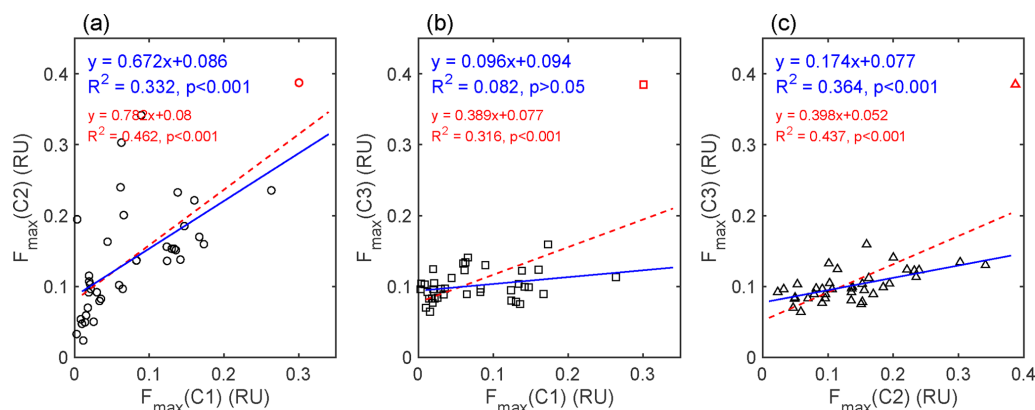 (a)
y = 0.672x+0.086
R² = 0.332, p<0.001
y = 0.782x+0.08
R² = 0.462, p<0.001
0.4
0.3
0.2
0.1
0
F_max(C2) (RU)
0 0.1 0.2 0.3
F_max(C1) (RU)
(b)
y = 0.096x+0.094
R² = 0.082, p>0.05
y = 0.389x+0.077
R² = 0.316, p<0.001
0.4
0.3
0.2
0.1
0
F_max(C3) (RU)
0 0.1 0.2 0.3
F_max(C1) (RU)
(c)
y = 0.174x+0.077
R² = 0.364, p<0.001
y = 0.398x+0.052
R² = 0.437, p<0.001
0.4
0.3
0.2
0.1
0
F_max(C3) (RU)
0 0.1 0.2 0.3 0.4
F_max(C2) (RU)